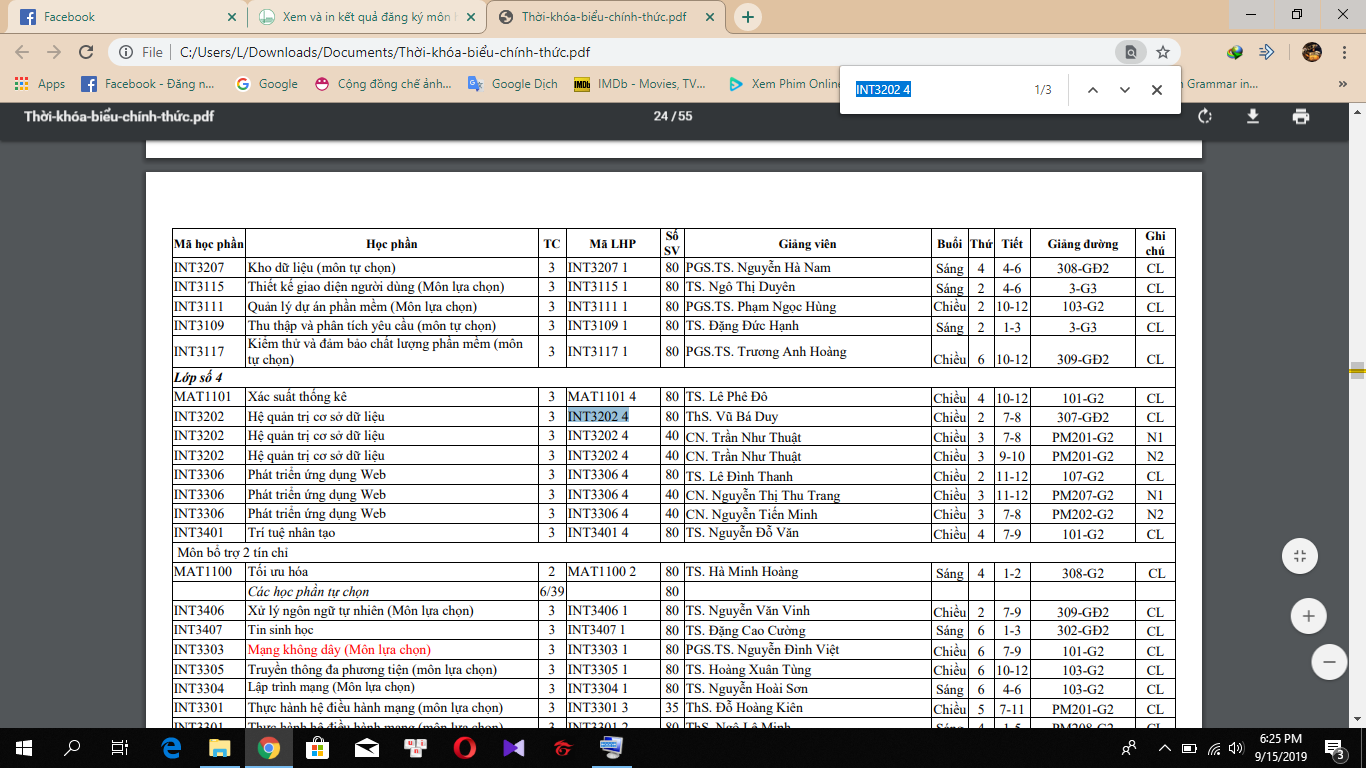 Facebook
Xem và in kết quả đăng ký môn
Thời-khóa-biểu-chính-thức.pdf
File
C:/Users/L/Downloads/Documents/Thời-khóa-biểu-chính-thức.pdf
Apps Facebook - Đăng n... Google Cộng đồng chế ảnh... Google Dịch IMDb - Movies, TV... Xem Phim Onlin Grammar in... »
INT3202 4 1/3
Thời-khóa-biểu-chính-thức.pdf 24 / 55
Mã học phần Học phần TC Mã LHP Số SV Giảng viên Buổi Thứ Tiết Giảng đường Ghi chú
INT3207 Kho dữ liệu (môn tự chọn) 3 INT3207 1 80 PGS.TS. Nguyễn Hà Nam Sáng 4 4-6 308-GĐ2 CL
INT3115 Thiết kế giao diện người dùng (Môn lựa chọn) 3 INT3115 1 80 TS. Ngô Thị Duyên Sáng 2 4-6 3-G3 CL
INT3111 Quản lý dự án phần mềm (Môn lựa chọn) 3 INT3111 1 80 PGS.TS. Phạm Ngọc Hùng Chiều 2 10-12 103-G2 CL
INT3109 Thu thập và phân tích yêu cầu (môn tự chọn) 3 INT3109 1 80 TS. Đặng Đức Hạnh Sáng 2 1-3 3-G3 CL
INT3117 Kiểm thử và đảm bảo chất lượng phần mềm (môn tự chọn) 3 INT3117 1 80 PGS.TS. Trương Anh Hoàng Chiều 6 10-12 309-GĐ2 CL
Lớp số 4
MAT1101 Xác suất thống kê 3 MAT1101 4 80 TS. Lê Phê Đô Chiều 4 10-12 101-G2 CL
INT3202 Hệ quản trị cơ sở dữ liệu 3 INT3202 4 80 ThS. Vũ Bá Duy Chiều 2 7-8 307-GĐ2 CL
INT3202 Hệ quản trị cơ sở dữ liệu 3 INT3202 4 40 CN. Trần Như Thuật Chiều 3 7-8 PM201-G2 N1
INT3202 Hệ quản trị cơ sở dữ liệu 3 INT3202 4 40 CN. Trần Như Thuật Chiều 3 9-10 PM201-G2 N2
INT3306 Phát triển ứng dụng Web 3 INT3306 4 80 TS. Lê Đình Thanh Chiều 2 11-12 107-G2 CL
INT3306 Phát triển ứng dụng Web 3 INT3306 4 40 CN. Nguyễn Thị Thu Trang Chiều 3 11-12 PM207-G2 N1
INT3306 Phát triển ứng dụng Web 3 INT3306 4 40 CN. Nguyễn Tiến Minh Chiều 3 7-8 PM202-G2 N2
INT3401 Trí tuệ nhân tạo 3 INT3401 4 80 TS. Nguyễn Đỗ Văn Chiều 4 7-9 101-G2 CL
Môn bổ trợ 2 tín chỉ
MAT1100 Tối ưu hóa 2 MAT1100 2 80 TS. Hà Minh Hoàng Sáng 4 1-2 308-G2 CL
Các học phần tự chọn 6/39 80
INT3406 Xử lý ngôn ngữ tự nhiên (Môn lựa chọn) 3 INT3406 1 80 TS. Nguyễn Văn Vinh Chiều 2 7-9 309-GĐ2 CL
INT3407 Tin sinh học 3 INT3407 1 80 TS. Đặng Cao Cường Sáng 6 1-3 302-GĐ2 CL
INT3303 Mạng không dây (Môn lựa chọn) 3 INT3303 1 80 PGS.TS. Nguyễn Đình Việt Chiều 6 7-9 101-G2 CL
INT3305 Truyền thông đa phương tiện (môn lựa chọn) 3 INT3305 1 80 TS. Hoàng Xuân Tùng Chiều 6 10-12 103-G2 CL
INT3304 Lập trình mạng (Môn lựa chọn) 3 INT3304 1 80 TS. Nguyễn Hoài Sơn Sáng 6 4-6 103-G2 CL
INT3301 Thực hành hệ điều hành mạng (môn lựa chọn) 3 INT3301 3 35 ThS. Đỗ Hoàng Kiên Chiều 5 7-11 PM201-G2 CL
INT3301 Thực hành hệ điều hành mạng (môn lựa chọn) 3 INT3301 2 80 ThS. Ngô Lê Minh Sáng 4 1-5 PM208-G2 CL
6:25 PM
9/15/2019
3